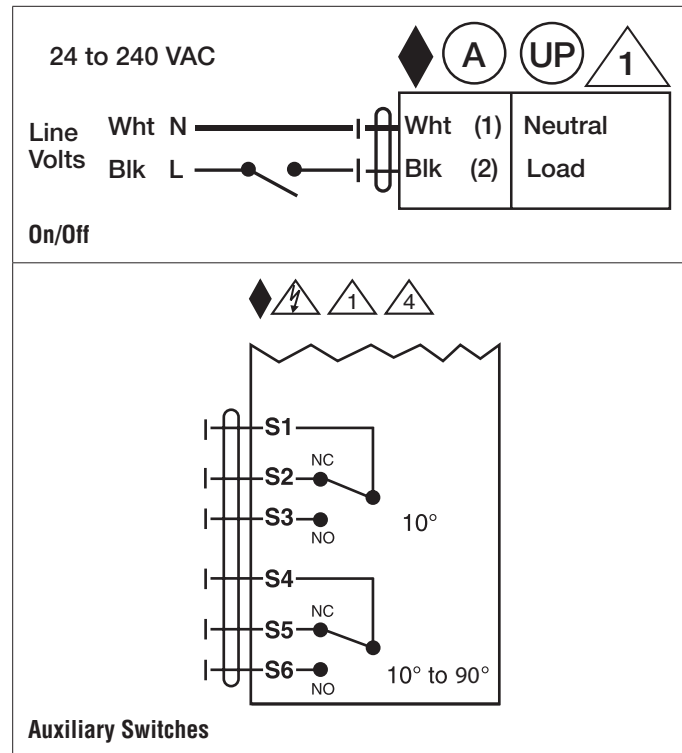 24 to 240 VAC
A UP 1
Line Volts
Wht N
Wht (1) Neutral
Blk L
Blk (2) Load
On/Off
1 4
S1
NC
S2
S3
NO
10°
S4
NC
S5
S6
NO
10° to 90°
Auxiliary Switches